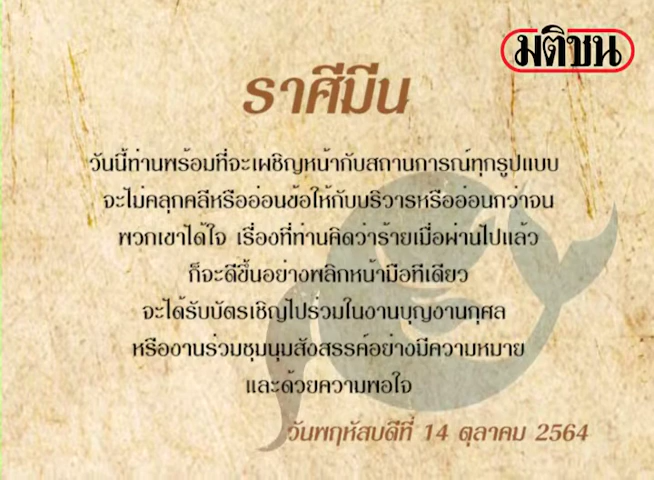 มติชน
ราศีมีน
วันนี้ท่านพร้อมที่จะเผชิญหน้ากับสถานการณ์ทุกรูปแบบ
จะไม่คลุกคลีหรืออ่อนข้อให้กับบริวารหรืออ่อนกว่าจน
พวกเขาได้ใจ เรื่องที่ท่านคิดว่าร้ายเมื่อผ่านไปแล้ว
ก็จะดีขึ้นอย่างพลิกหน้ามือทีเดียว
จะได้รับบัตรเชิญไปร่วมในงานบุญงานกุศล
หรืองานร่วมชุมนุมสังสรรค์อย่างมีความหมาย
และด้วยความพอใจ
วันพฤหัสบดีที่ 14 ตุลาคม 2564